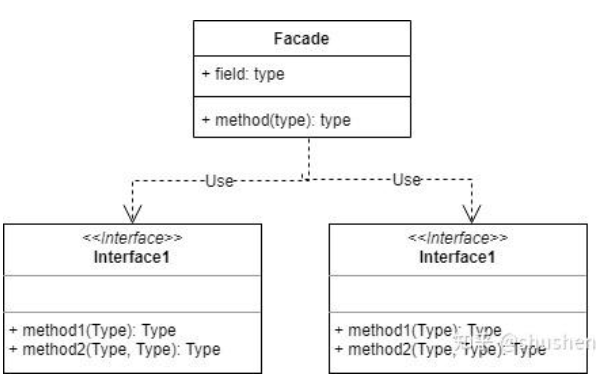 Facade
+ field: type
+ method(type): type
Use
Use
<<Interface>>
Interface1
+ method1(Type): Type
+ method2(Type, Type): Type
<<Interface>>
Interface1
+ method1(Type): Type
+ method2(Type, Type): Type
知乎 @shushen